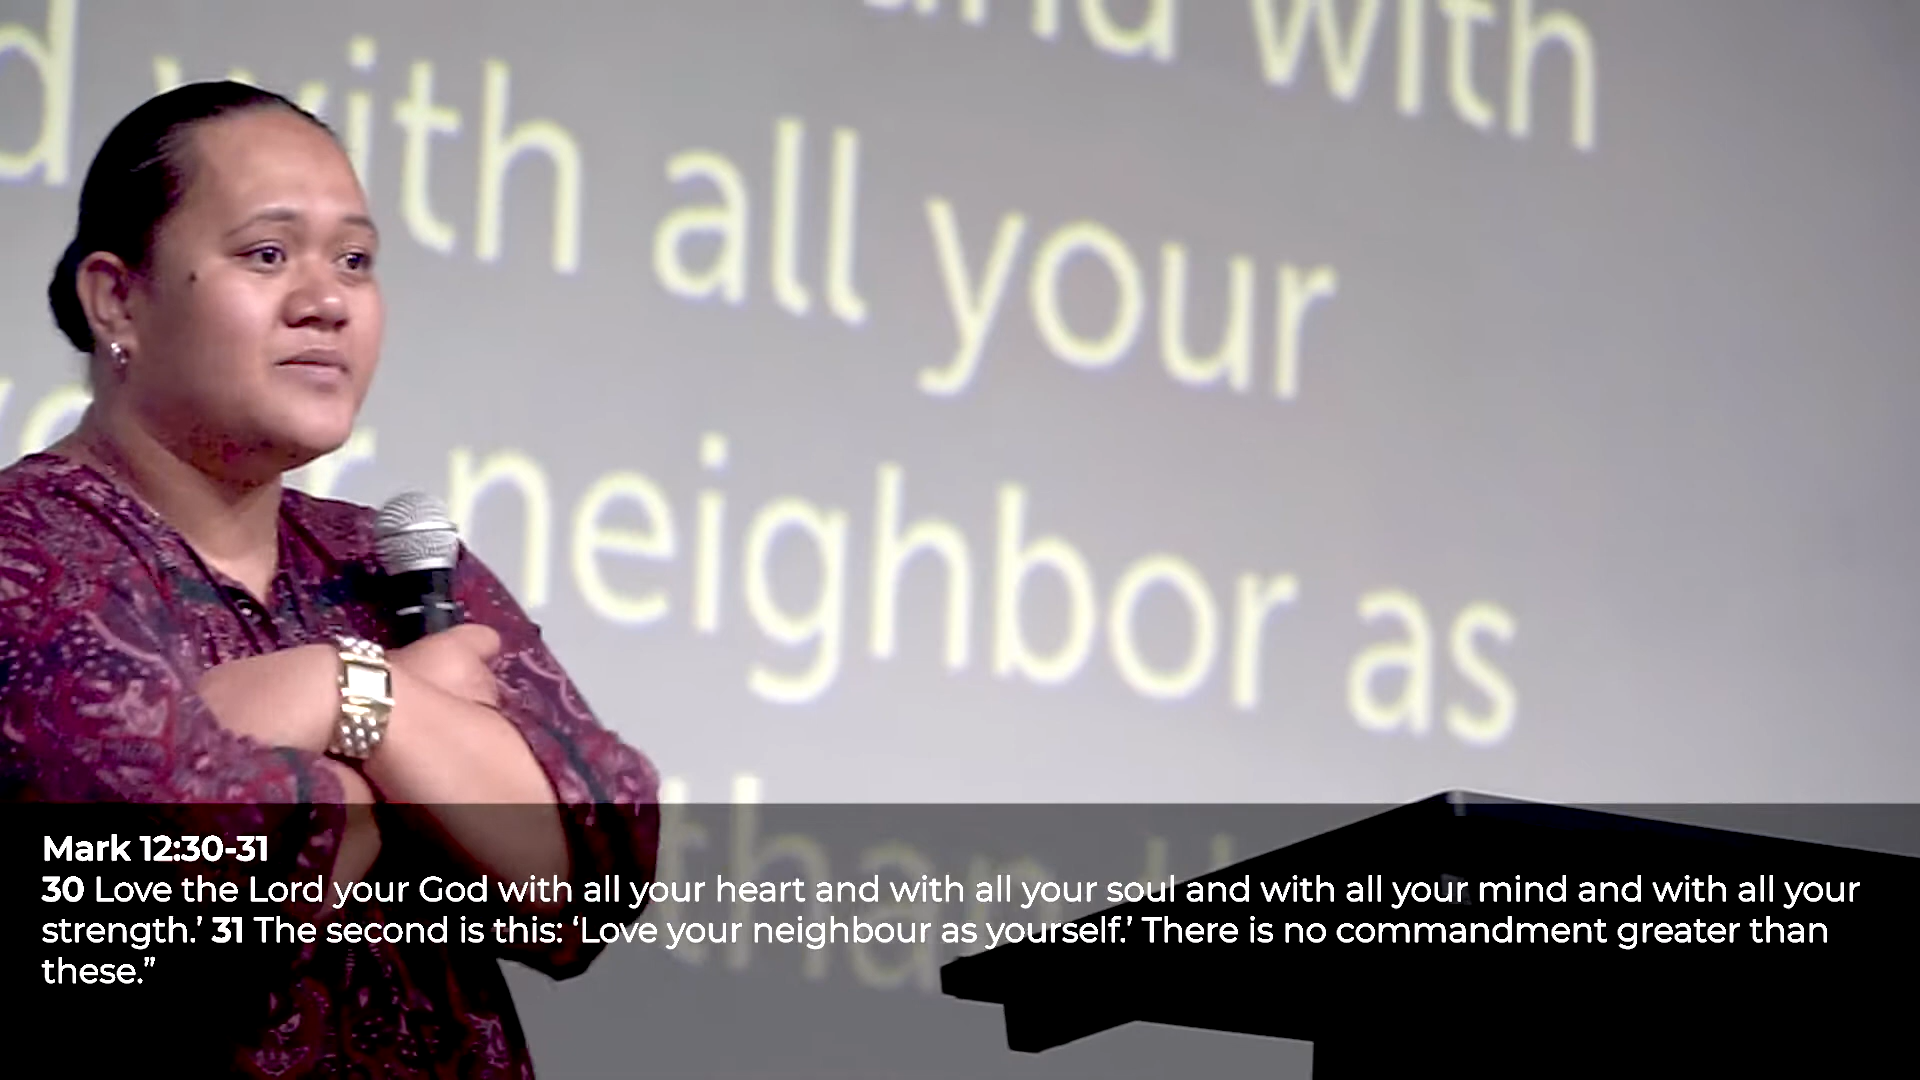 and with
with all your
neighbor as
than
Mark 12:30-31
30 Love the Lord your God with all your heart and with all your soul and with all your mind and with all your
strength.’ 31 The second is this: ‘Love your neighbour as yourself.’ There is no commandment greater than
these.”